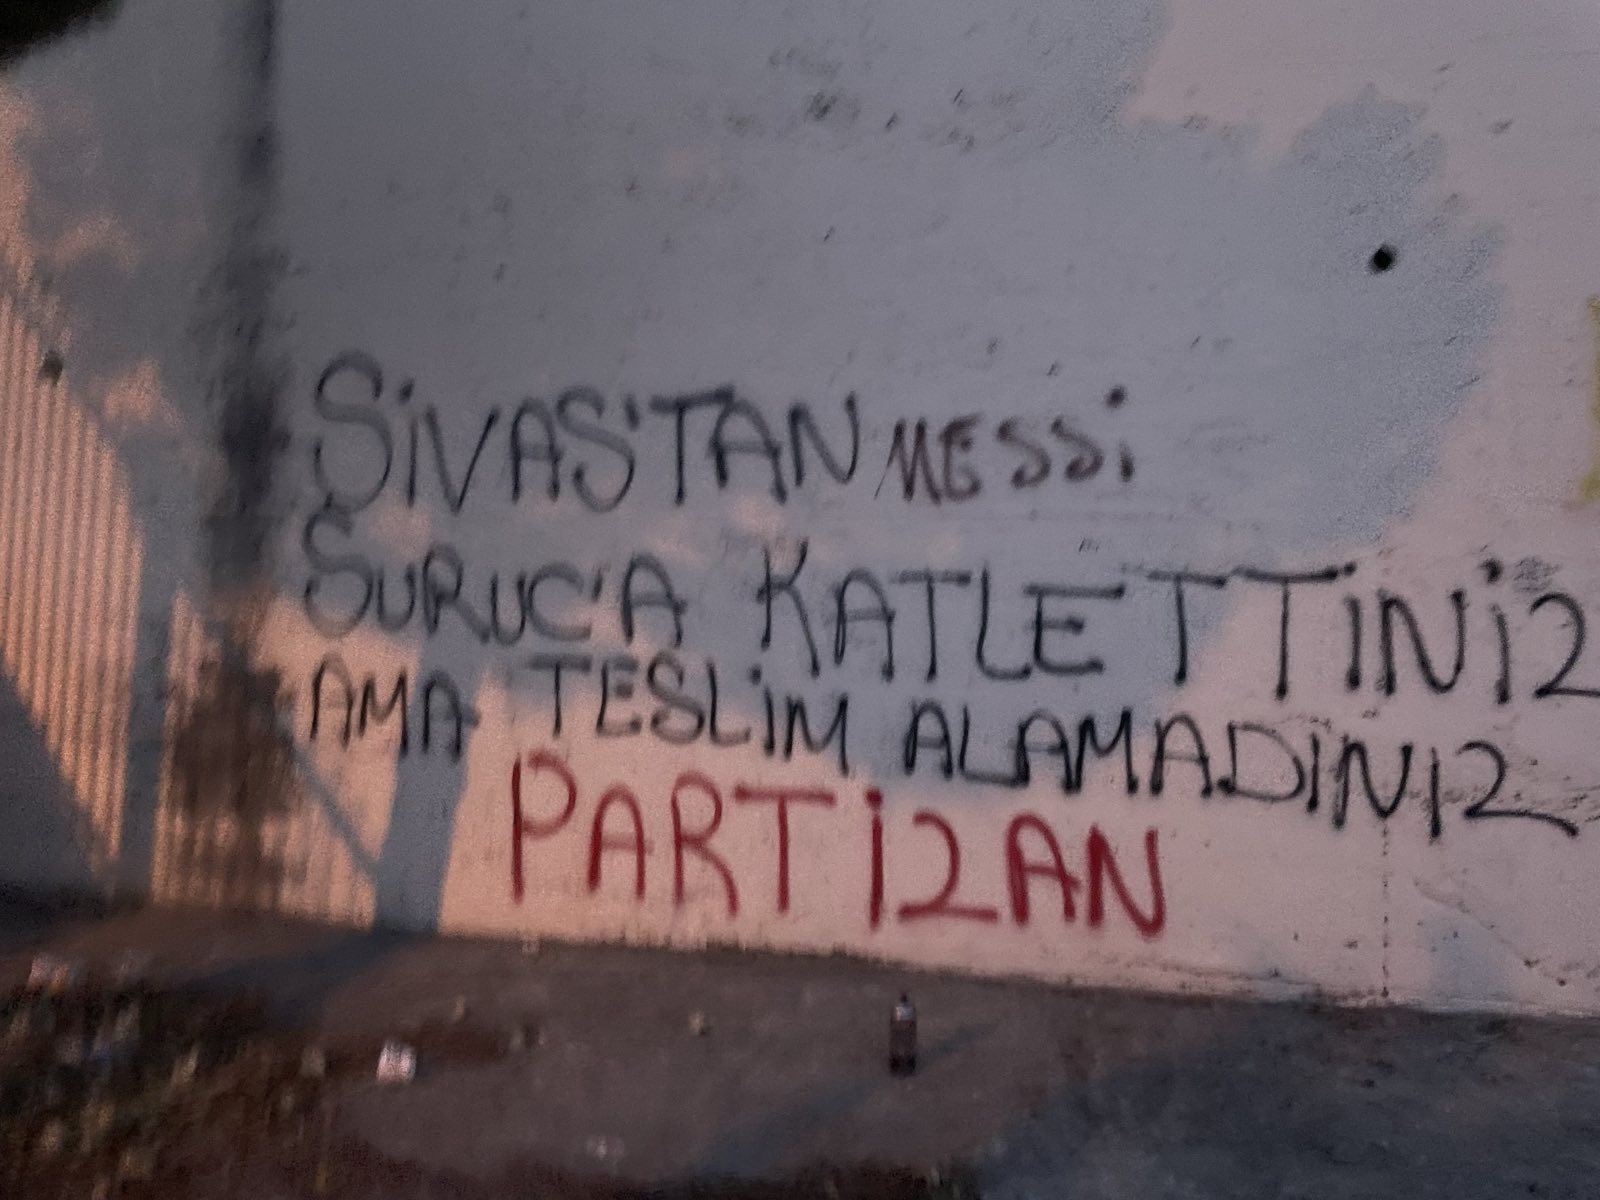 SİVAS'TAN MESSi
SURUC'A KATLETTİNİZ
AMA TESLİM ALAMADINIZ
PARTİZAN